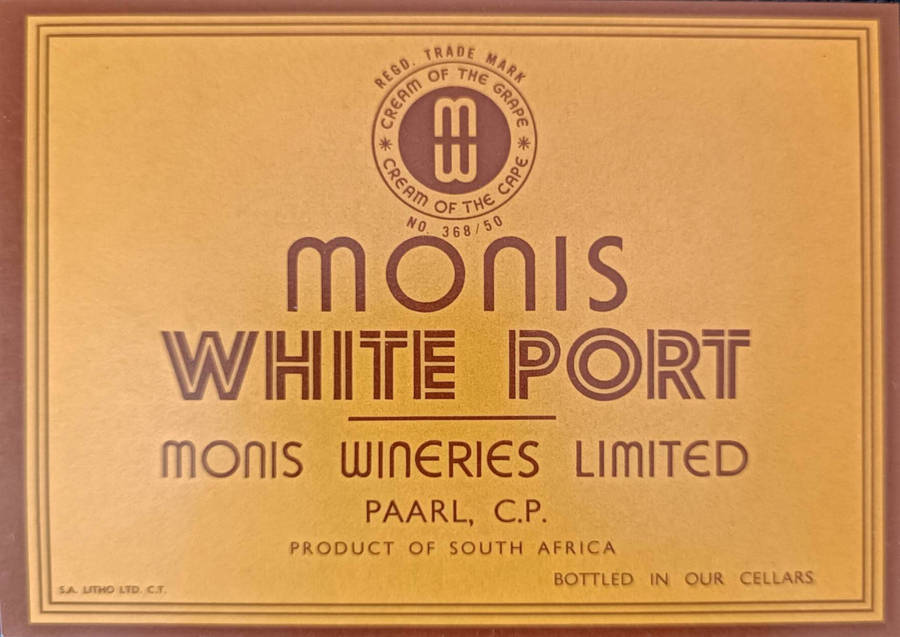 REGD. TRADE MARK
CREAM OF THE GRAPE
MW
* CREAM OF THE CAPE *
NO. 368/50
MONIS
WHITE PORT
MONIS WINERIES LIMITED
PAARL, C.P.
PRODUCT OF SOUTH AFRICA
BOTTLED IN OUR CELLARS
S.A. LITHO LTD. C.T.